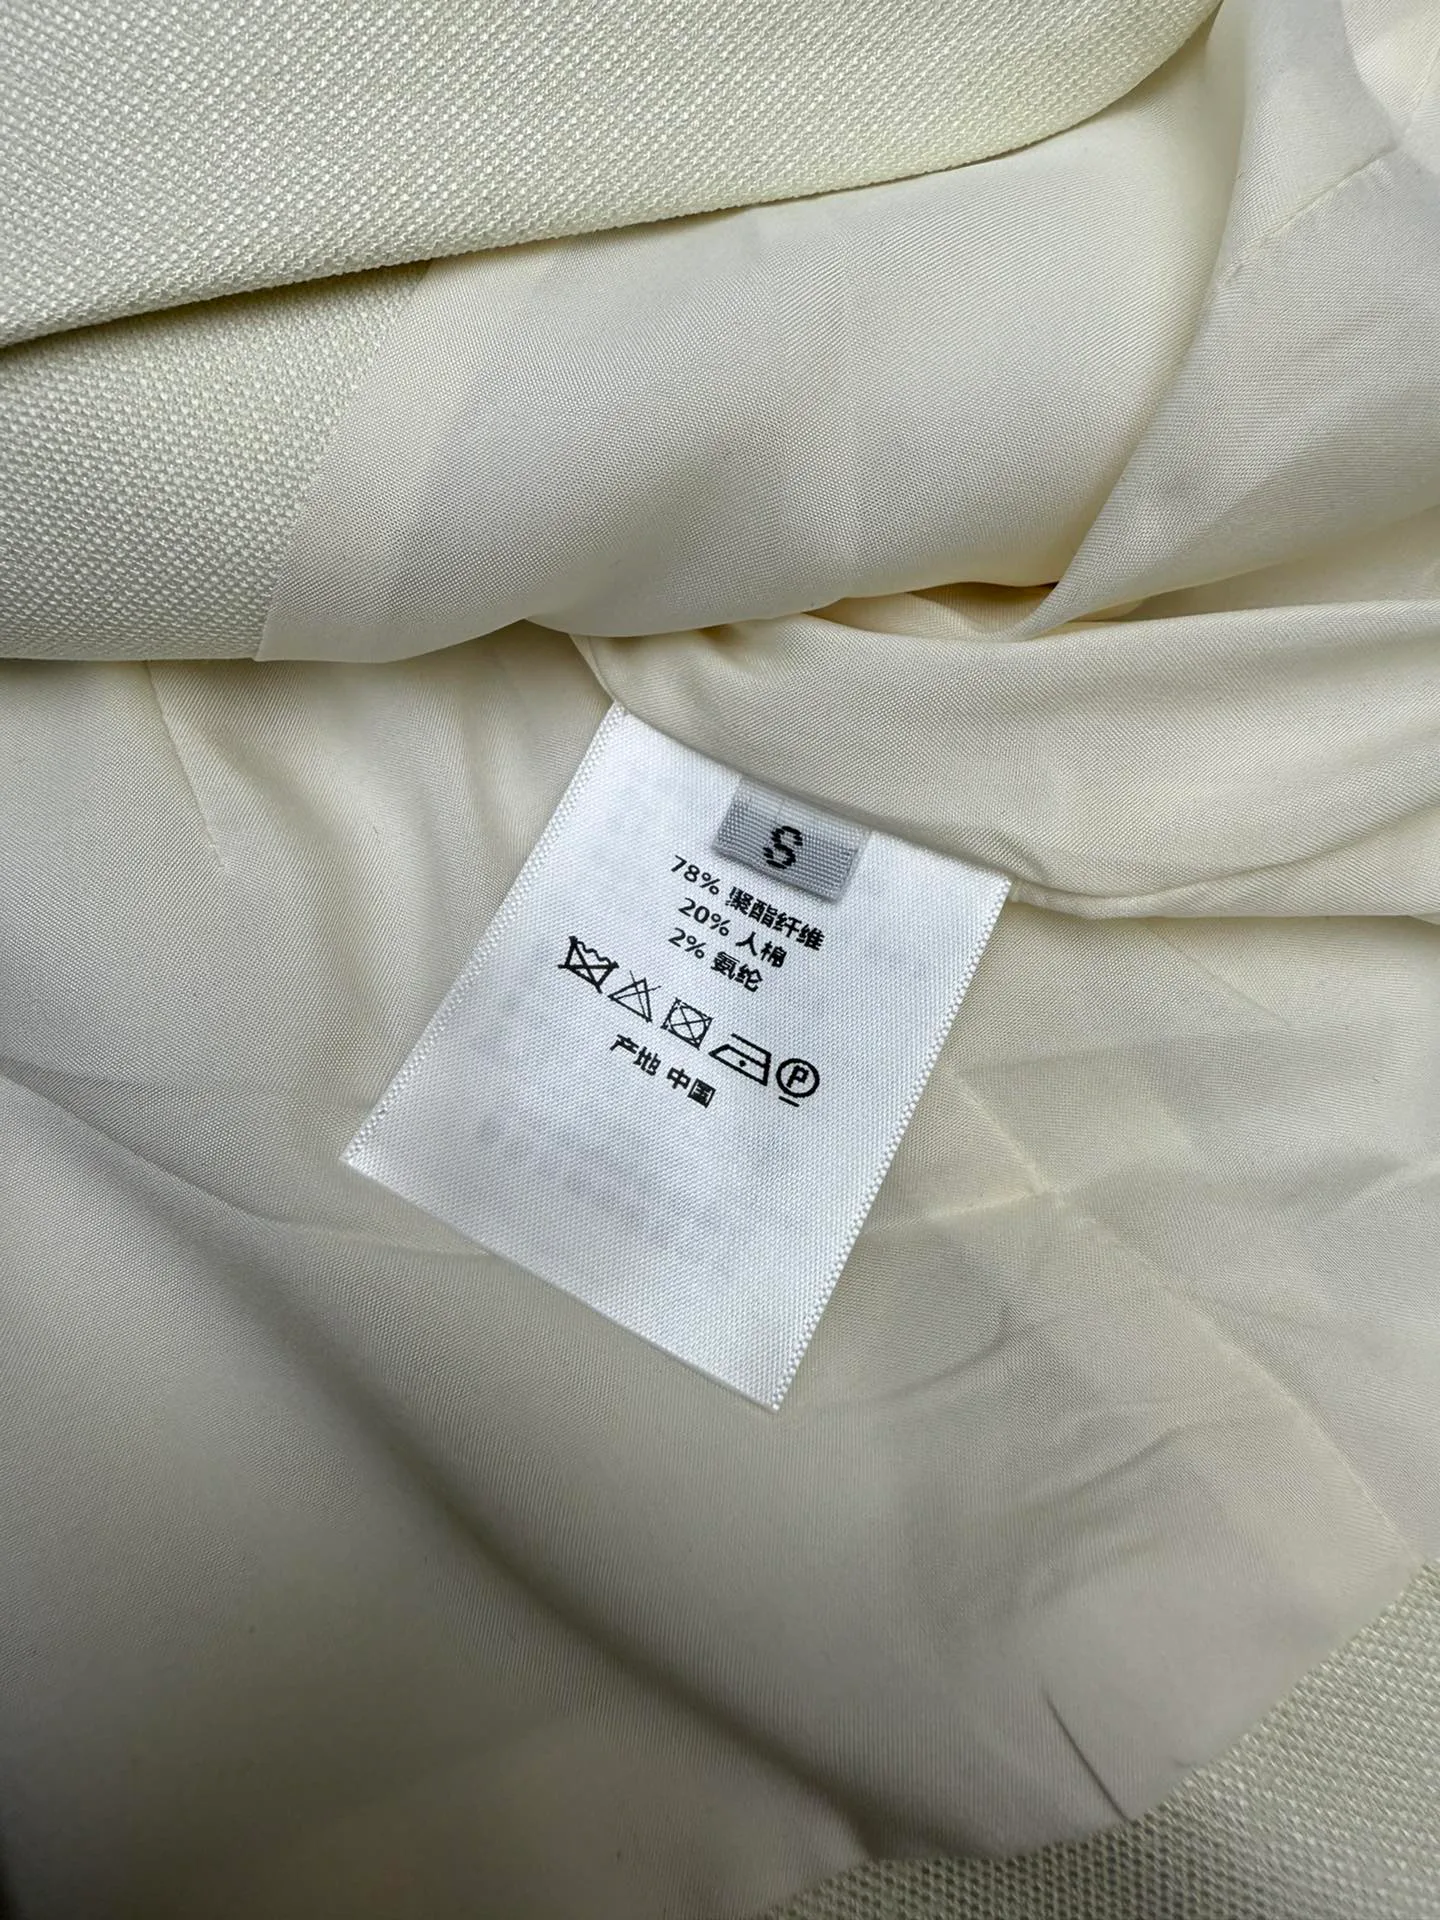 S
78% 聚酯纤维
20% 人棉
2% 氨纶
P
产地 中国